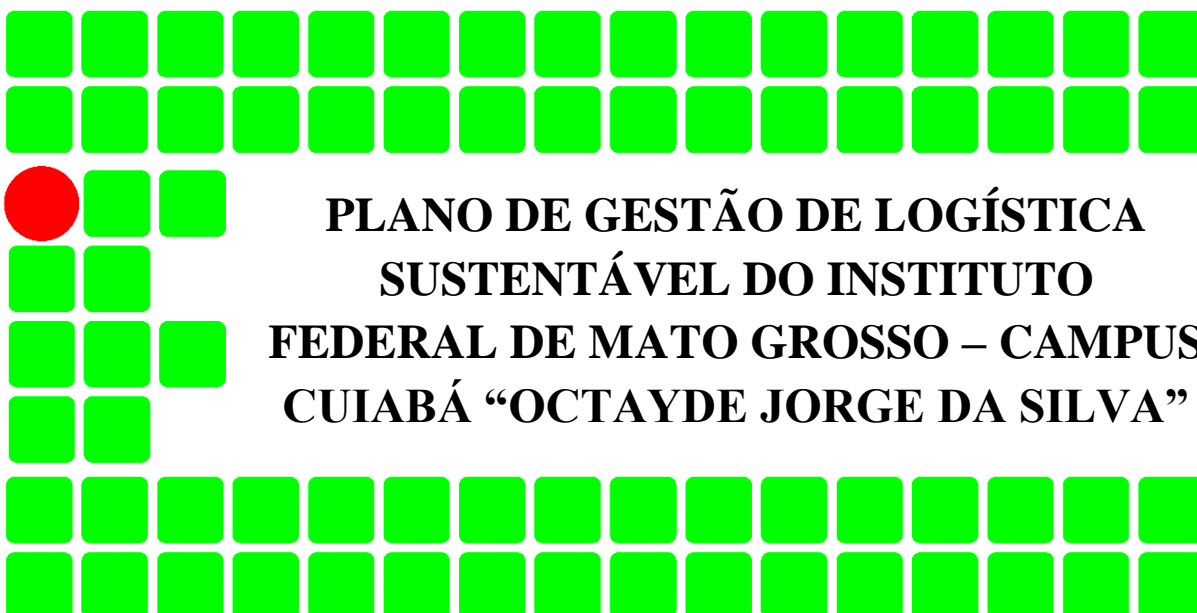 PLANO DE GESTÃO DE LOGÍSTICA
SUSTENTÁVEL DO INSTITUTO
FEDERAL DE MATO GROSSO – CAMPUS
CUIABÁ “OCTAYDE JORGE DA SILVA”